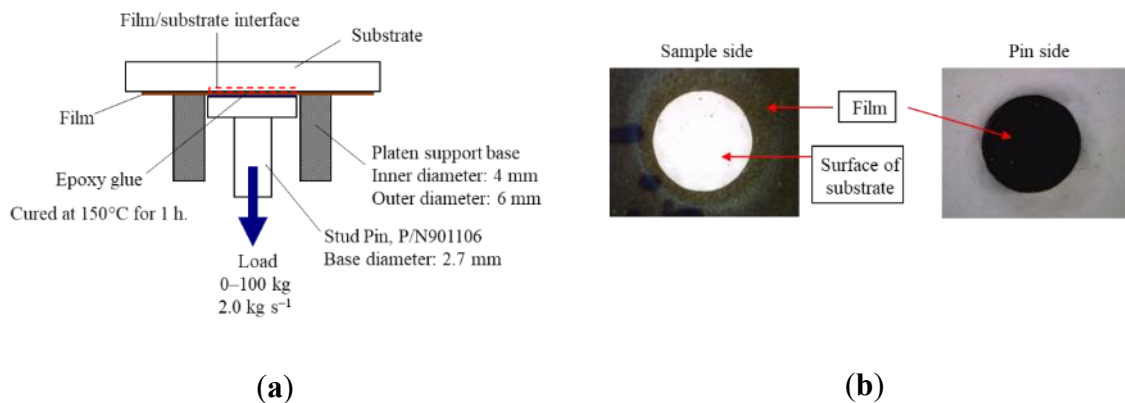 Film/substrate interface
Substrate
Film
Epoxy glue
Cured at 150°C for 1 h.
Platen support base
Inner diameter: 4 mm
Outer diameter: 6 mm
Stud Pin, P/N901106
Base diameter: 2.7 mm
Load
0–100 kg
2.0 kg s⁻¹
(a)
Sample side
Pin side
Film
Surface of
substrate
(b)